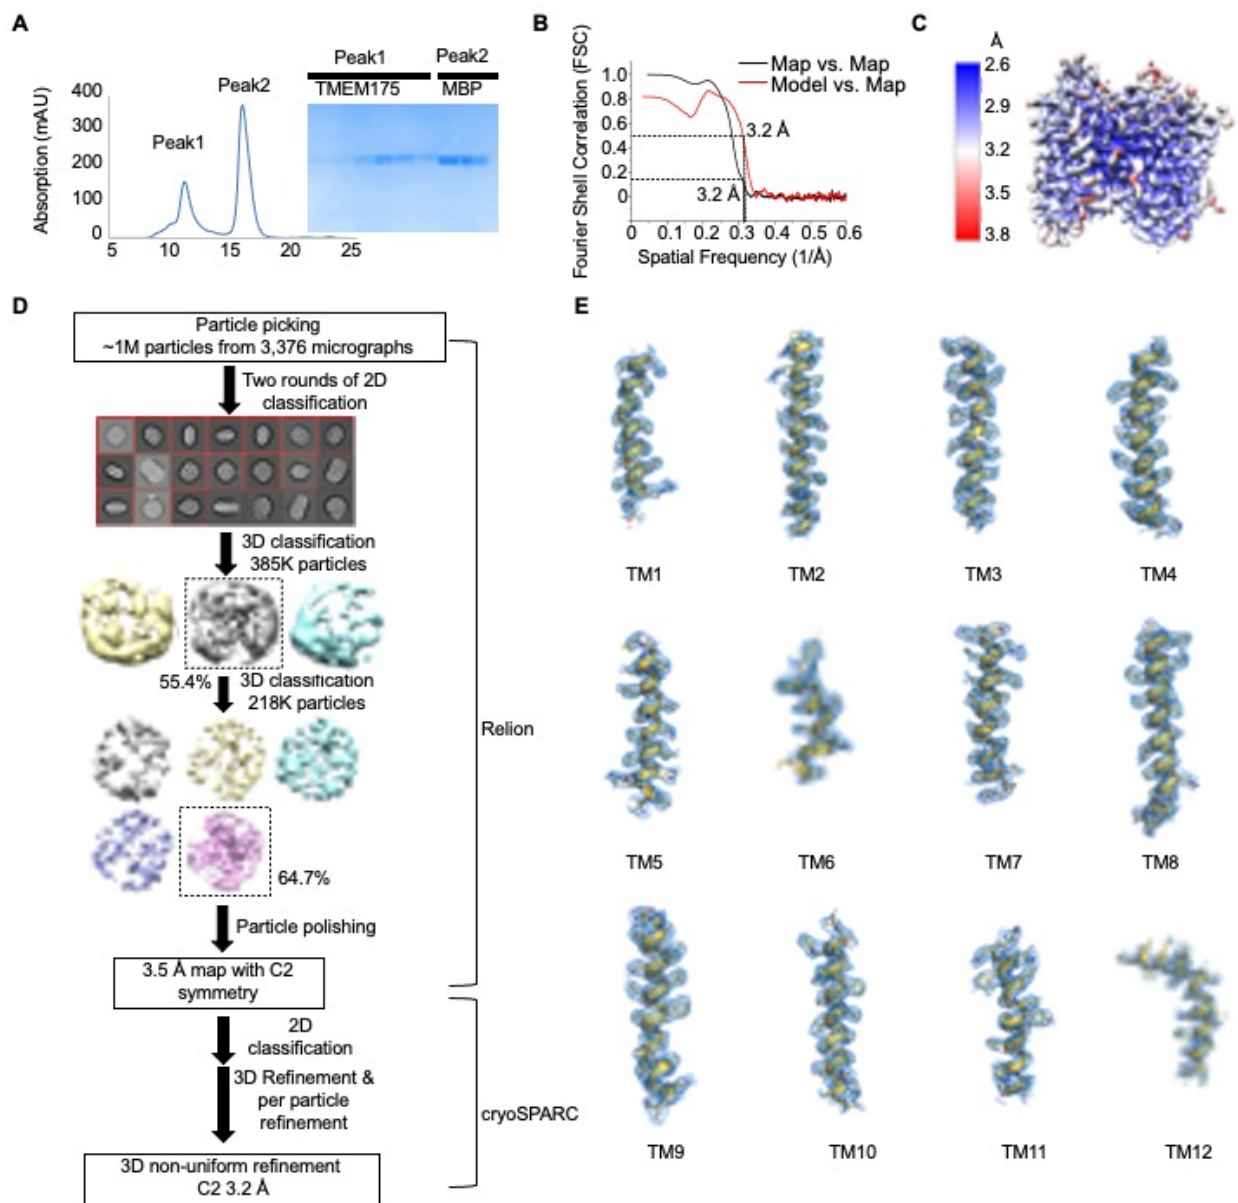 A
Peak1
Peak2
TMEM175
MBP
Peak2
Peak1
Absorption (mAU)
400
300
200
100
0
5
10
15
20
25
B
Fourier Shell Correlation (FSC)
1.0
0.8
0.6
0.4
0.2
0
Map vs. Map
Model vs. Map
3.2 Å
3.2 Å
0
0.1
0.2
0.3
0.4
0.5
0.6
Spatial Frequency (1/Å)
C
Å
2.6
2.9
3.2
3.5
3.8
D
Particle picking
~1M particles from 3,376 micrographs
Two rounds of 2D
classification
3D classification
385K particles
55.4%
3D classification
218K particles
64.7%
Particle polishing
3.5 Å map with C2
symmetry
Relion
2D
classification
3D Refinement &
per particle
refinement
cryoSPARC
3D non-uniform refinement
C2 3.2 Å
E
TM1
TM2
TM3
TM4
TM5
TM6
TM7
TM8
TM9
TM10
TM11
TM12